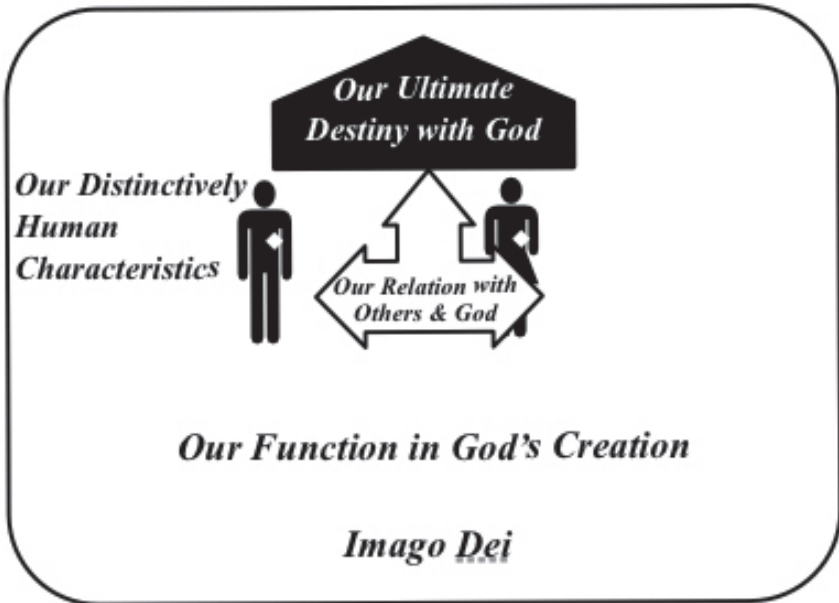 Our Ultimate
Destiny with God
Our Distinctively
Human
Characteristics
Our Relation with
Others & God
Our Function in God's Creation
Imago Dei